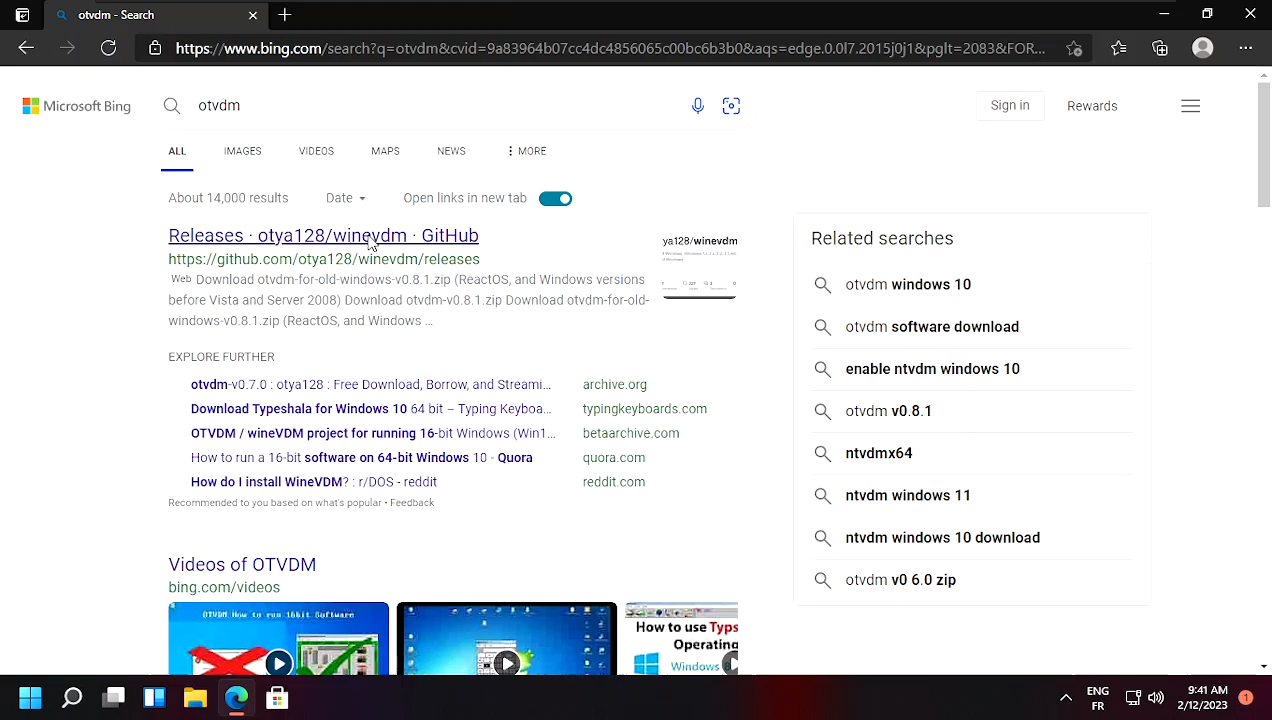 otvdm - Search
https://www.bing.com/search?q=otvdm&cvid=9a83964b07cc4dc4856065c00bc6b3b0&aqs=edge.0.0l7.2015j0j1&pglt=2083&FOR...
Microsoft Bing
otvdm
Sign in
Rewards
ALL IMAGES VIDEOS MAPS NEWS MORE
About 14,000 results Date Open links in new tab
Releases · otya128/winevdm · GitHub
https://github.com/otya128/winevdm/releases
Web Download otvdm-for-old-windows-v0.8.1.zip (ReactOS, and Windows versions
before Vista and Server 2008) Download otvdm-v0.8.1.zip Download otvdm-for-old-
windows-v0.8.1.zip (ReactOS, and Windows ...
ya128/winevdm
EXPLORE FURTHER
otvdm-v0.7.0 : otya128 : Free Download, Borrow, and Streami... archive.org
Download Typeshala for Windows 10 64 bit – Typing Keyboa... typingkeyboards.com
OTVDM / wineVDM project for running 16-bit Windows (Win1... betaarchive.com
How to run a 16-bit software on 64-bit Windows 10 - Quora quora.com
How do I install WineVDM? : r/DOS - reddit reddit.com
Recommended to you based on what's popular • Feedback
Videos of OTVDM
bing.com/videos
OTVDM How to run 16bit Software
How to use Typs
Operating
Windows
Related searches
otvdm windows 10
otvdm software download
enable ntvdm windows 10
otvdm v0.8.1
ntvdmx64
ntvdm windows 11
ntvdm windows 10 download
otvdm v0 6.0 zip
ENG
FR
9:41 AM
2/12/2023
1